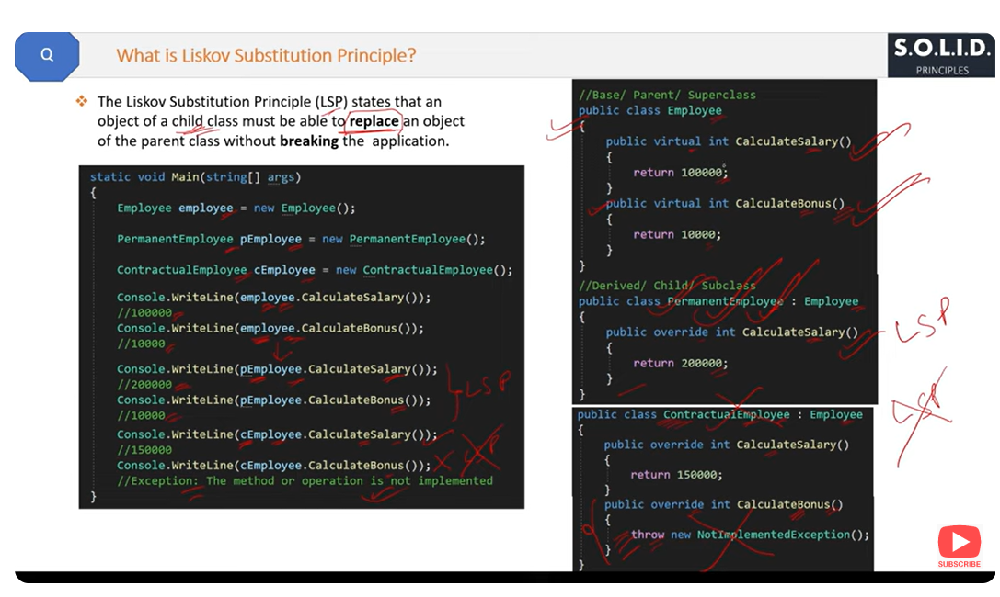 Q
What is Liskov Substitution Principle?
S.O.L.I.D.
PRINCIPLES
❖ The Liskov Substitution Principle (LSP) states that an
object of a child class must be able to replace an object
of the parent class without breaking the application.
static void Main(string[] args)
{
Employee employee = new Employee();
PermanentEmployee pEmployee = new PermanentEmployee();
ContractualEmployee cEmployee = new ContractualEmployee();
Console.WriteLine(employee.CalculateSalary());
//100000
Console.WriteLine(employee.CalculateBonus());
//10000
Console.WriteLine(pEmployee.CalculateSalary());
//200000
Console.WriteLine(pEmployee.CalculateBonus());
//10000
Console.WriteLine(cEmployee.CalculateSalary());
//150000
Console.WriteLine(cEmployee.CalculateBonus());
//Exception: The method or operation is not implemented
}
LSP
LSP
//Base/ Parent/ Superclass
public class Employee
{
public virtual int CalculateSalary()
{
return 100000;
}
public virtual int CalculateBonus()
{
return 10000;
}
}
//Derived/ Child/ Subclass
public class PermanentEmployee : Employee
{
public override int CalculateSalary()
{
return 200000;
}
}
LSP
public class ContractualEmployee : Employee
{
public override int CalculateSalary()
{
return 150000;
}
public override int CalculateBonus()
{
throw new NotImplementedException();
}
}
LSP
SUBSCRIBE